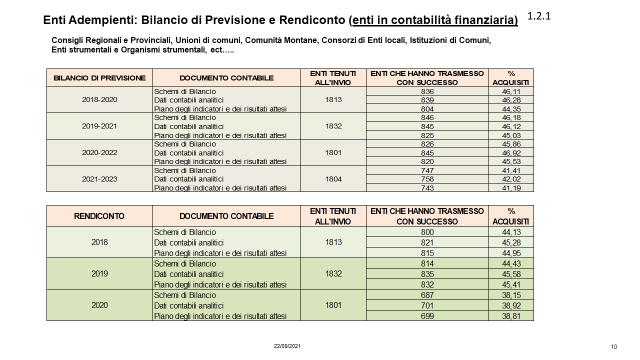 Enti Adempienti: Bilancio di Previsione e Rendiconto (enti in contabilità finanziaria) 1.2.1
Consigli Regionali e Provinciali, Unioni di comuni, Comunità Montane, Consorzi di Enti locali, Istituzioni di Comuni,
Enti strumentali e Organismi strumentali, ect.....
BILANCIO DI PREVISIONE DOCUMENTO CONTABILE ENTI TENUTI ALL'INVIO ENTI CHE HANNO TRASMESSO CON SUCCESSO % ACQUISITI
2018-2020 Schemi di Bilancio 1813 836 46,11
Dati contabili analitici 839 46,28
Piano degli indicatori e dei risultati attesi 804 44,35
2019-2021 Schemi di Bilancio 1832 846 46,18
Dati contabili analitici 845 46,12
Piano degli indicatori e dei risultati attesi 825 45,03
2020-2022 Schemi di Bilancio 1801 826 45,86
Dati contabili analitici 845 46,92
Piano degli indicatori e dei risultati attesi 820 45,53
2021-2023 Schemi di Bilancio 1804 747 41,41
Dati contabili analitici 758 42,02
Piano degli indicatori e dei risultati attesi 743 41,19
RENDICONTO DOCUMENTO CONTABILE ENTI TENUTI ALL'INVIO ENTI CHE HANNO TRASMESSO CON SUCCESSO % ACQUISITI
2018 Schemi di Bilancio 1813 800 44,13
Dati contabili analitici 821 45,28
Piano degli indicatori e dei risultati attesi 815 44,95
2019 Schemi di Bilancio 1832 814 44,43
Dati contabili analitici 835 45,58
Piano degli indicatori e dei risultati attesi 832 45,41
2020 Schemi di Bilancio 1801 687 38,15
Dati contabili analitici 701 38,92
Piano degli indicatori e dei risultati attesi 699 38,81
22/09/2021 10